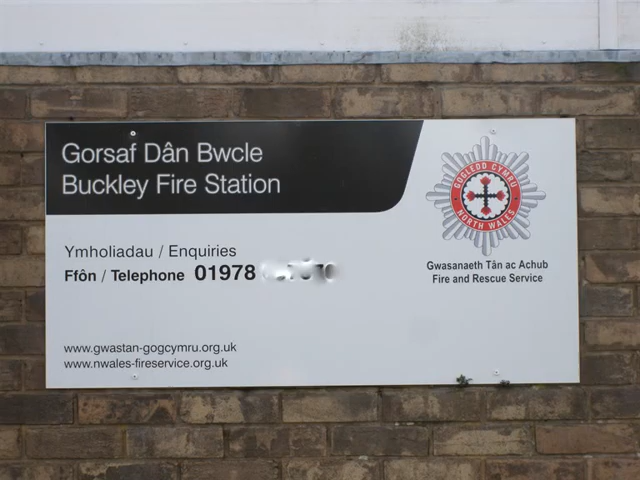 Gorsaf Dân Bwcle
Buckley Fire Station
GOGLEDD CYMRU
NORTH WALES
Gwasanaeth Tân ac Achub
Fire and Rescue Service
Ymholiadau / Enquiries
Ffôn / Telephone 01978
www.gwastan-gogcymru.org.uk
www.nwales-fireservice.org.uk